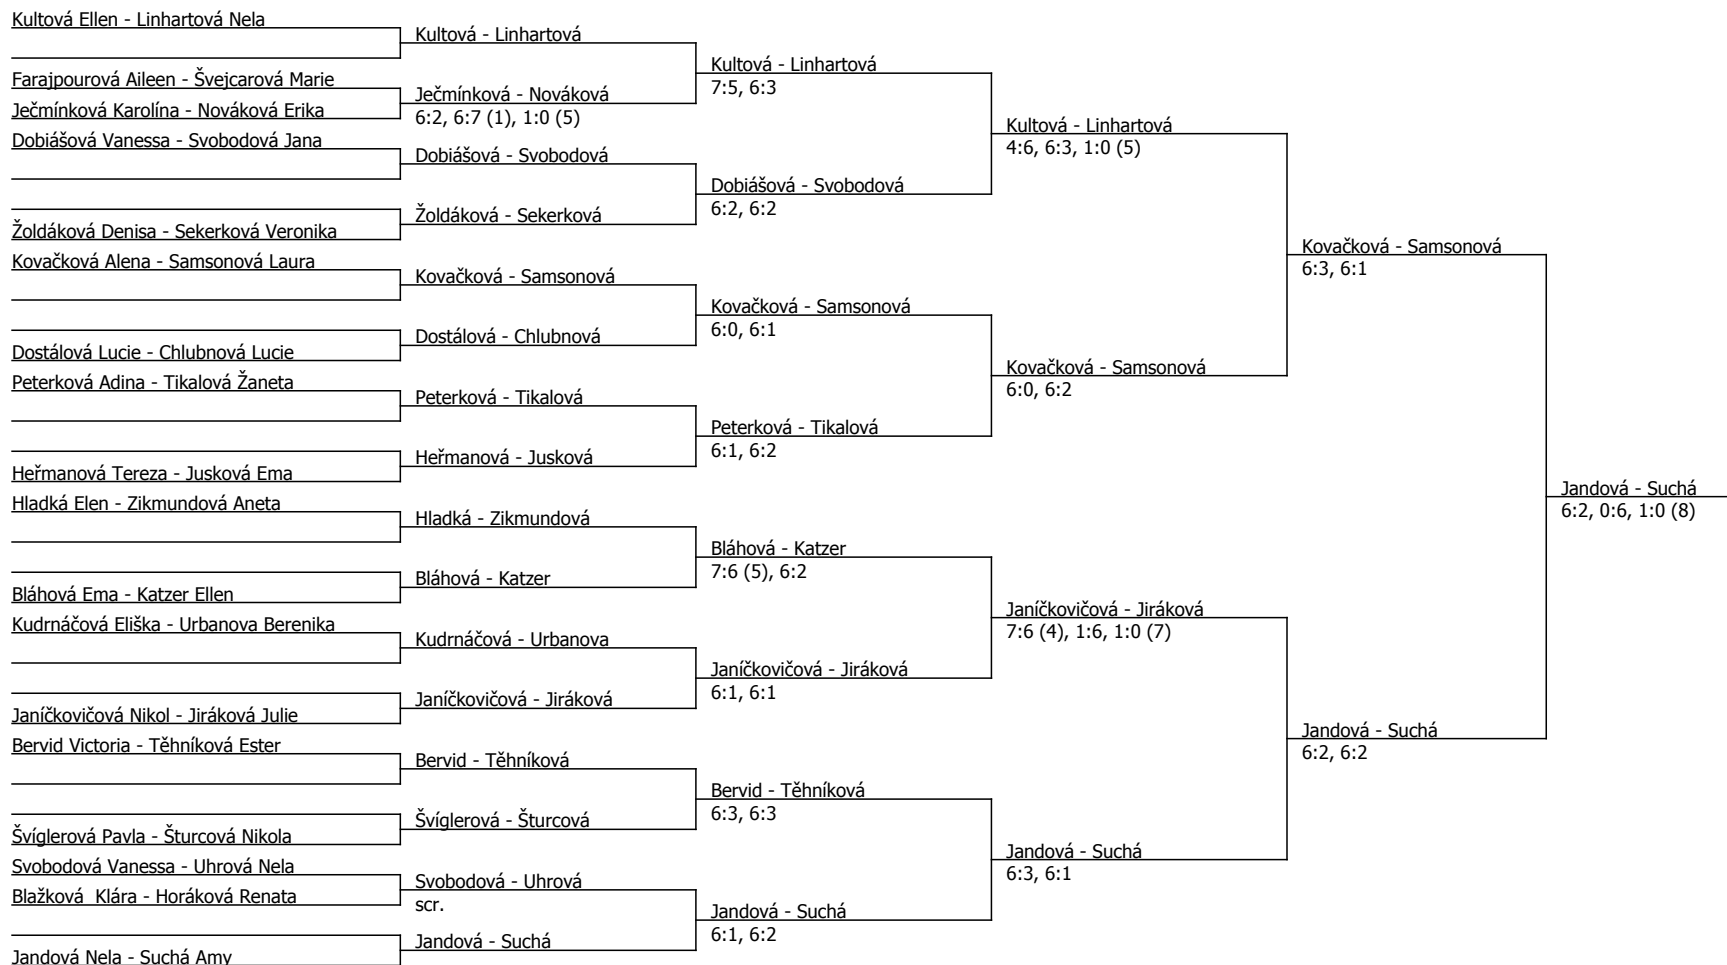 Kultová Ellen - Linhartová Nela
Farajpourová Aileen - Švejcarová Marie
Ječmínková Karolína - Nováková Erika
Dobiášová Vanessa - Svobodová Jana
Žoldáková Denisa - Sekerková Veronika
Kovačková Alena - Samsonová Laura
Dostálová Lucie - Chlubnová Lucie
Peterková Adina - Tikalová Žaneta
Heřmanová Tereza - Jusková Ema
Hladká Elen - Zikmundová Aneta
Bláhová Ema - Katzer Ellen
Kudrnáčová Eliška - Urbanova Berenika
Janíčkovičová Nikol - Jiráková Julie
Bervid Victoria - Těhníková Ester
Švíglerová Pavla - Šturcová Nikola
Svobodová Vanessa - Uhrová Nela
Blažková  Klára - Horáková Renata
Jandová Nela - Suchá Amy
Kultová - Linhartová
Ječmínková - Nováková
6:2, 6:7 (1), 1:0 (5)
Dobiášová - Svobodová
Žoldáková - Sekerková
Kovačková - Samsonová
Dostálová - Chlubnová
Peterková - Tikalová
Heřmanová - Jusková
Hladká - Zikmundová
Bláhová - Katzer
Kudrnáčová - Urbanova
Janíčkovičová - Jiráková
Bervid - Těhníková
Švíglerová - Šturcová
Svobodová - Uhrová
scr.
Jandová - Suchá
Kultová - Linhartová
7:5, 6:3
Dobiášová - Svobodová
6:2, 6:2
Kovačková - Samsonová
6:0, 6:1
Peterková - Tikalová
6:1, 6:2
Bláhová - Katzer
7:6 (5), 6:2
Janíčkovičová - Jiráková
6:1, 6:1
Bervid - Těhníková
6:3, 6:3
Jandová - Suchá
6:1, 6:2
Kultová - Linhartová
4:6, 6:3, 1:0 (5)
Kovačková - Samsonová
6:0, 6:2
Janíčkovičová - Jiráková
7:6 (4), 1:6, 1:0 (7)
Jandová - Suchá
6:3, 6:1
Kovačková - Samsonová
6:3, 6:1
Jandová - Suchá
6:2, 6:2
Jandová - Suchá
6:2, 0:6, 1:0 (8)